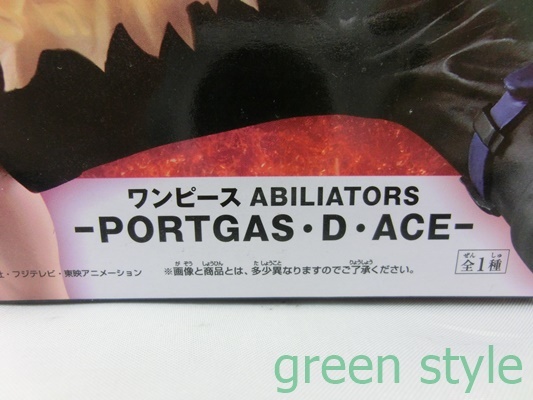 ワンピース ABILIATORS
-PORTGAS・D・ACE-
社・フジテレビ・東映アニメーション
※画像と商品とは、多少異なりますのでご了承ください。
全1種
green style